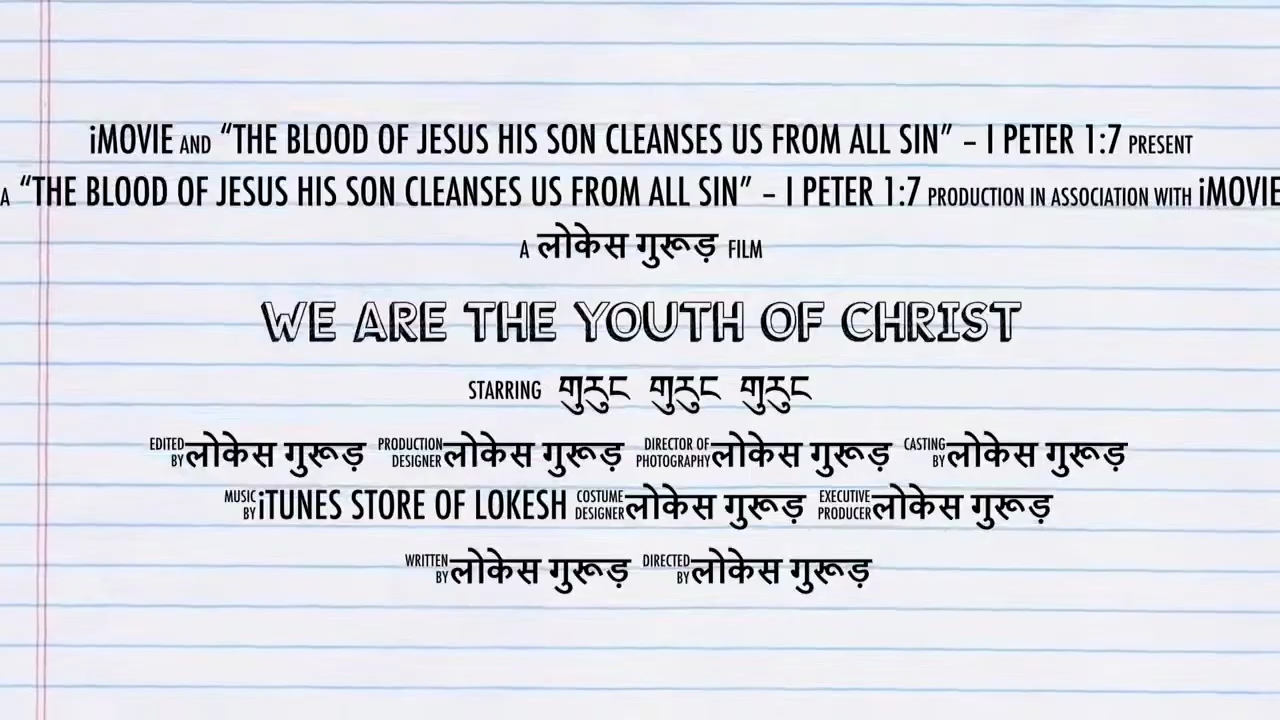 iMOVIE AND “THE BLOOD OF JESUS HIS SON CLEANSES US FROM ALL SIN” – I PETER 1:7 PRESENT
A “THE BLOOD OF JESUS HIS SON CLEANSES US FROM ALL SIN” – I PETER 1:7 PRODUCTION IN ASSOCIATION WITH iMOVIE
A लोकेस गुरूड़ FILM
WE ARE THE YOUTH OF CHRIST
STARRING གུརུང གུརུང གུརུང
EDITED BY लोकेस गुरूड़ PRODUCTION DESIGNER लोकेस गुरूड़ DIRECTOR OF PHOTOGRAPHY लोकेस गुरूड़ CASTING BY लोकेस गुरूड़
MUSIC BY iTUNES STORE OF LOKESH COSTUME DESIGNER लोकेस गुरूड़ EXECUTIVE PRODUCER लोकेस गुरूड़
WRITTEN BY लोकेस गुरूड़ DIRECTED BY लोकेस गुरूड़